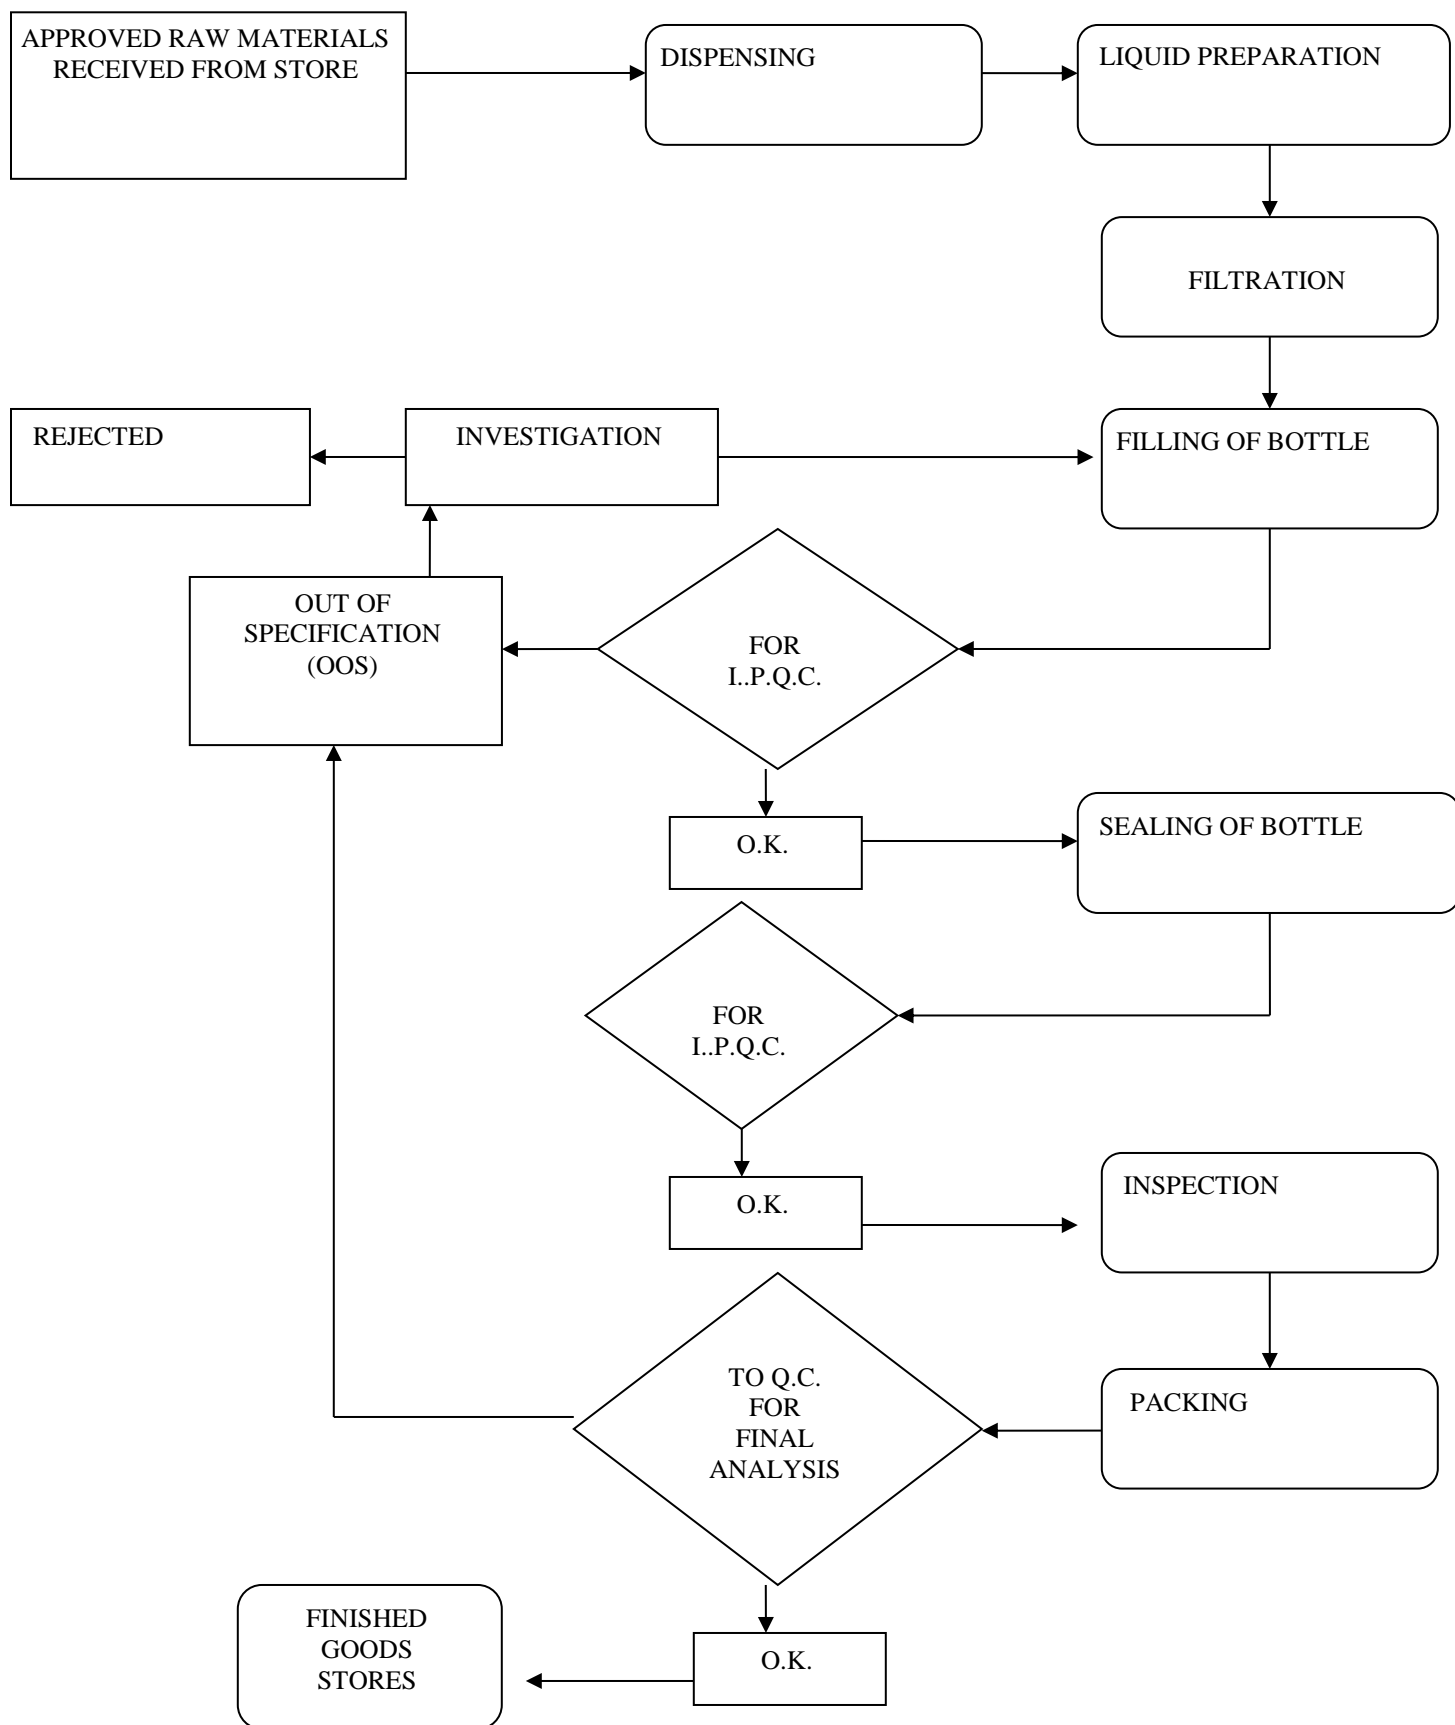 APPROVED RAW MATERIALS
RECEIVED FROM STORE
DISPENSING
LIQUID PREPARATION
FILTRATION
REJECTED
INVESTIGATION
FILLING OF BOTTLE
OUT OF
SPECIFICATION
(OOS)
FOR
I..P.Q.C.
O.K.
SEALING OF BOTTLE
FOR
I..P.Q.C.
O.K.
INSPECTION
TO Q.C.
FOR
FINAL
ANALYSIS
PACKING
FINISHED
GOODS
STORES
O.K.